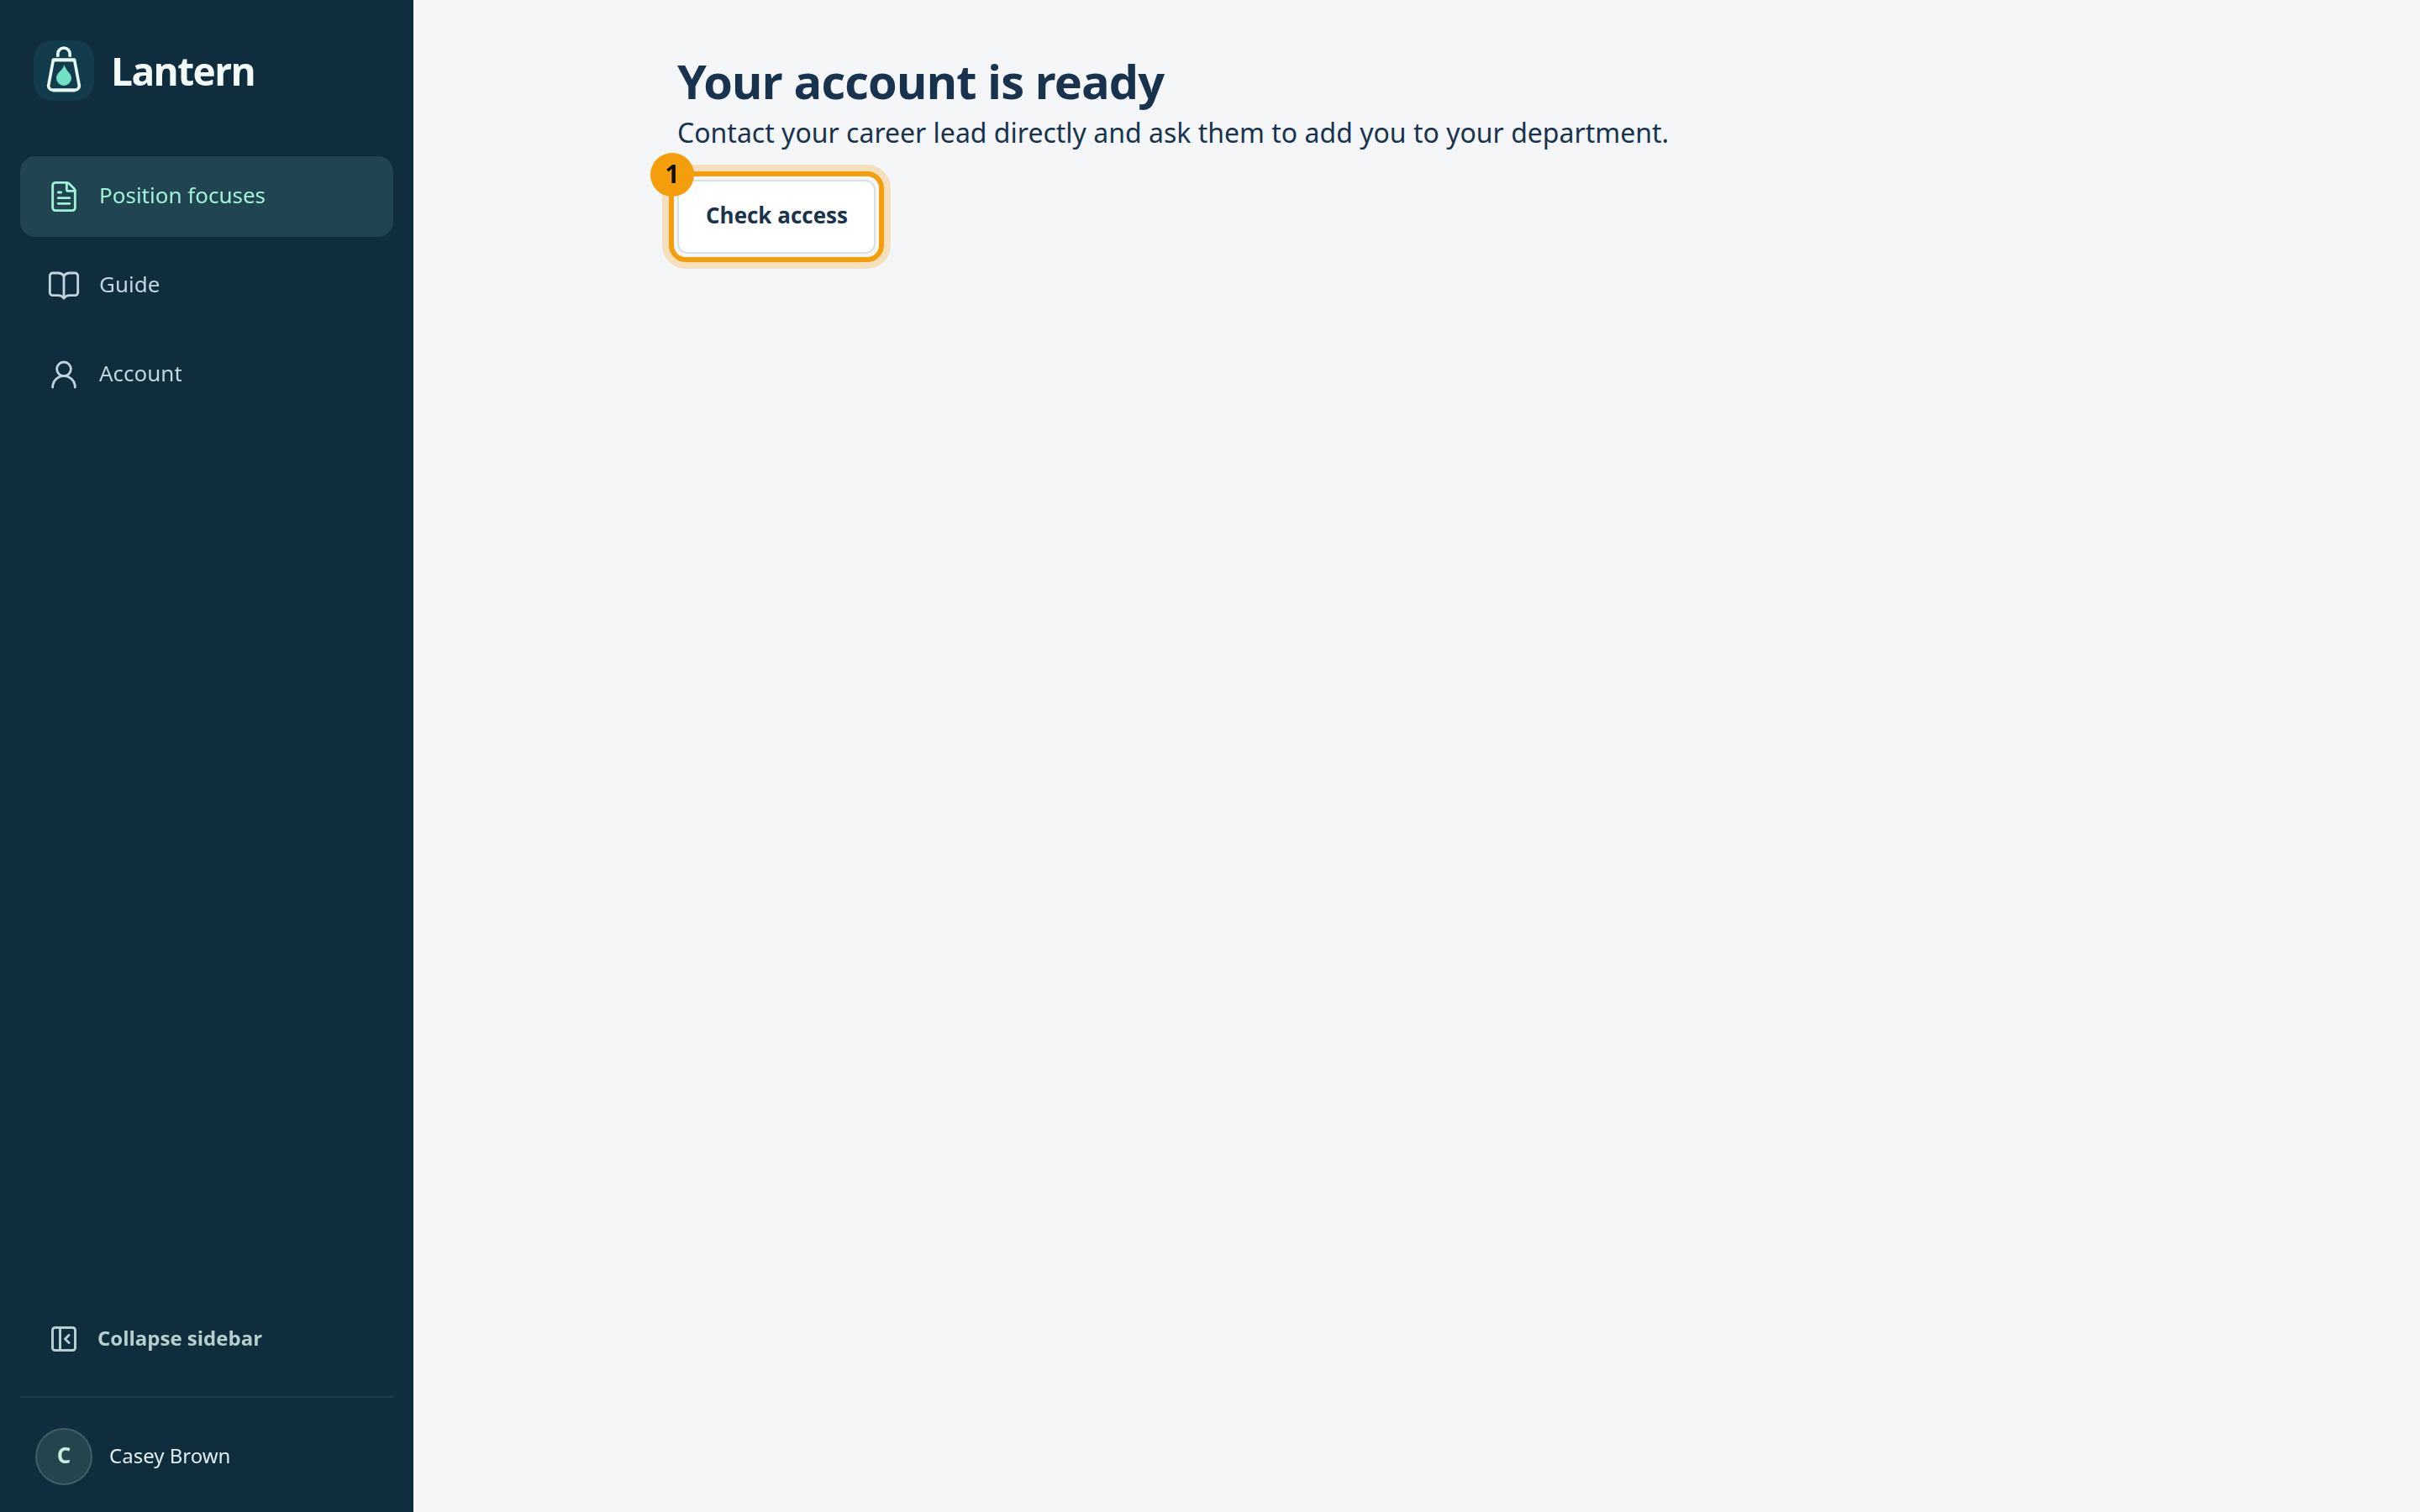 Lantern
Position focuses
Guide
Account
Collapse sidebar
C
Casey Brown
Your account is ready
Contact your career lead directly and ask them to add you to your department.
1
Check access